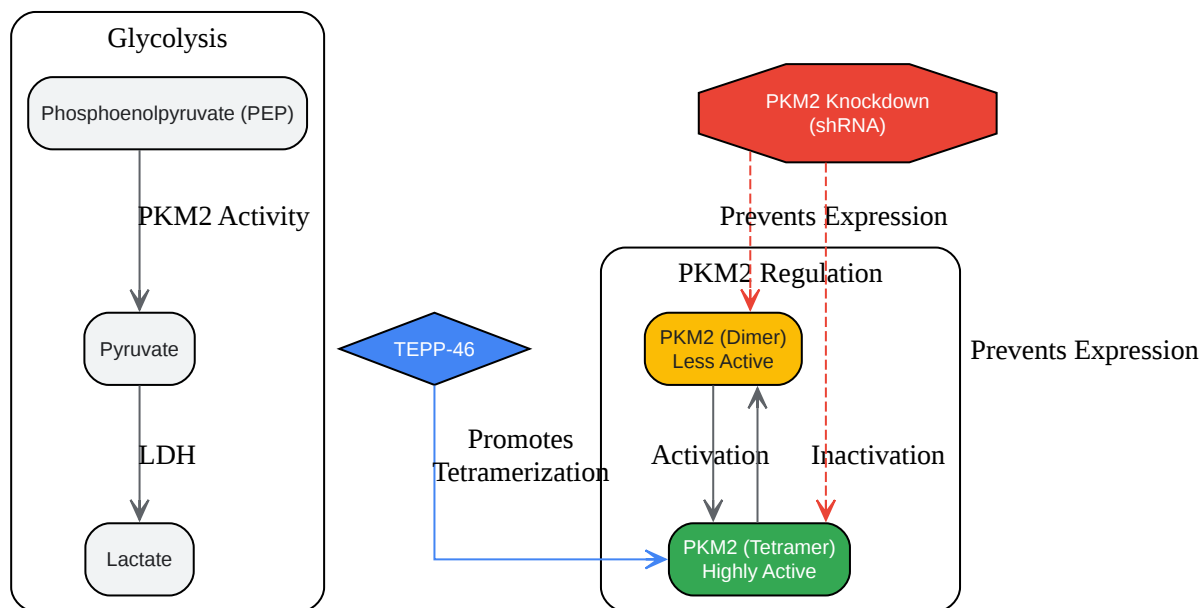 Glycolysis
Phosphoenolpyruvate (PEP)
PKM2 Activity
Pyruvate
LDH
Lactate
TEPP-46
Promotes
Tetramerization
PKM2 Knockdown
(shRNA)
Prevents Expression
PKM2 Regulation
PKM2 (Dimer)
Less Active
Prevents Expression
Activation
Inactivation
PKM2 (Tetramer)
Highly Active